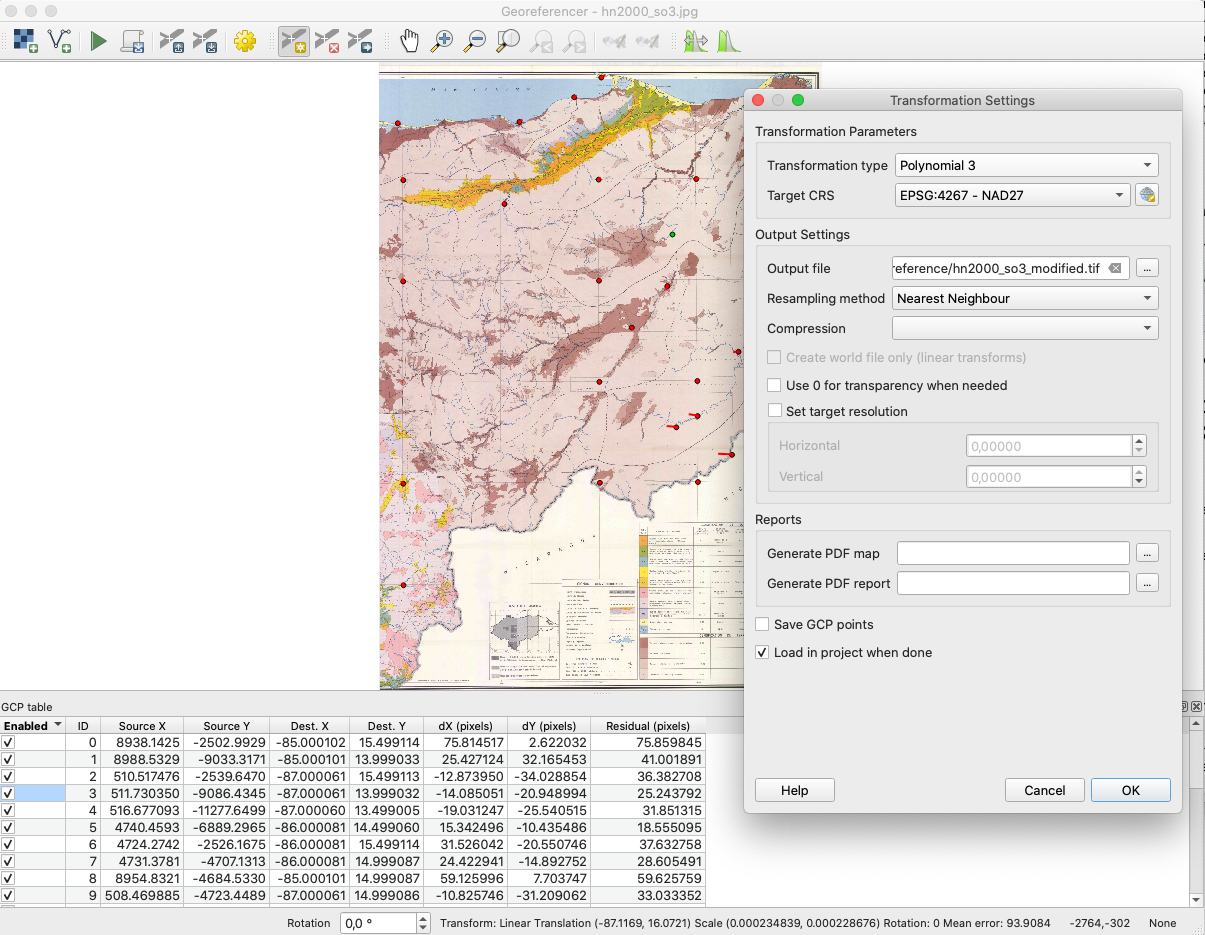 Georeferencer - hn2000_so3.jpg
Transformation Settings
Transformation Parameters
Transformation type Polynomial 3
Target CRS EPSG:4267 - NAD27
Output Settings
Output file reference/hn2000_so3_modified.tif ...
Resampling method Nearest Neighbour
Compression
Create world file only (linear transforms)
Use 0 for transparency when needed
Set target resolution
Horizontal 0,00000
Vertical 0,00000
Reports
Generate PDF map ...
Generate PDF report ...
Save GCP points
Load in project when done
Help Cancel OK
GCP table
Enabled ID Source X Source Y Dest. X Dest. Y dX (pixels) dY (pixels) Residual (pixels)
0 8938.1425 -2502.9929 -85.000102 15.499114 75.814517 2.622032 75.859845
1 8988.5329 -9033.3171 -85.000101 13.999033 25.427114 32.165453 41.001891
2 510.517476 -2539.6470 -87.000061 15.499113 -12.873950 -34.028854 36.382708
3 511.730350 -9086.4345 -87.000061 13.999032 -14.085051 -20.948994 25.243792
4 516.677093 -11277.6499 -87.000060 13.499005 -19.031247 -25.540515 31.851315
5 4740.4593 -6889.2965 -86.000081 14.499060 15.342496 -10.435486 18.555095
6 4724.2742 -2526.1675 -86.000081 15.499114 31.526042 -20.550746 37.632758
7 4731.3781 -4707.1313 -86.000081 14.999087 24.422941 -14.892752 28.605491
8 8954.8321 -4684.5330 -85.000101 14.999087 59.125996 7.703747 59.625759
9 508.469885 -4723.4489 -87.000061 14.999086 -10.825746 -31.209062 33.033352
Rotation 0,0 ° Transform: Linear Translation (-87.1169, 16.0721) Scale (0.000234839, 0.000228676) Rotation: 0 Mean error: 93.9084 -2764,-302 None